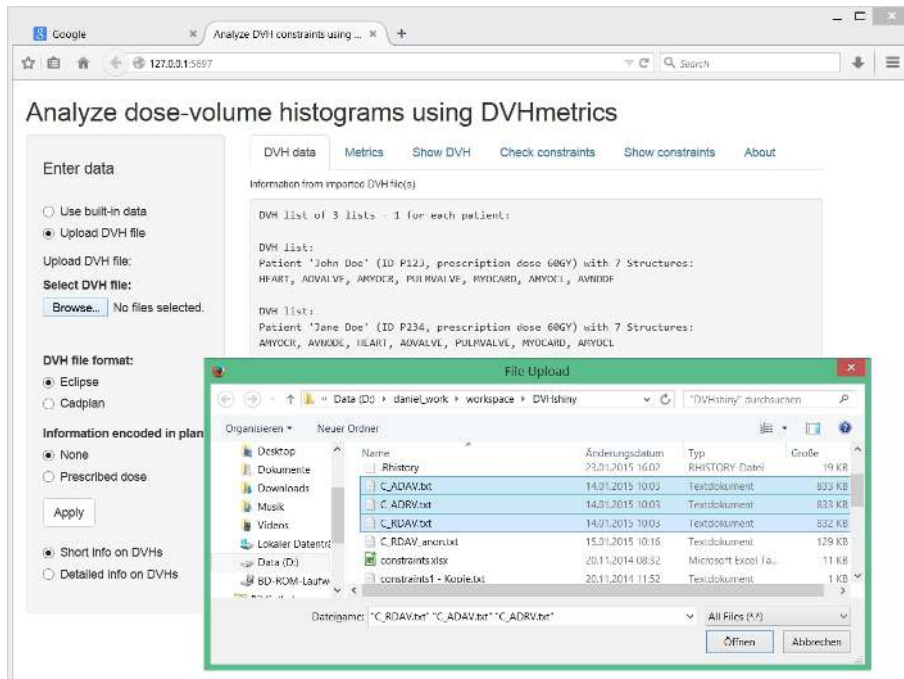 Google
Analyze DVH constraints using ...
127.0.0.1:5697
Search
Analyze dose-volume histograms using DVHmetrics
Enter data
Use built-in data
Upload DVH file
Upload DVH file:
Select DVH file:
Browse... No files selected.
DVH file format:
Eclipse
Cadplan
Information encoded in plan
None
Prescribed dose
Apply
Short info on DVHs
Detailed info on DVHs
DVH data Metrics Show DVH Check constraints Show constraints About
Information from imported DVH file(s)
DVH list of 3 lists - 1 for each patient:
DVH list:
Patient 'John Doe' (ID P123, prescription dose 60GY) with 7 Structures:
HEART, AOVALVE, AMYOCR, PULMVALVE, MYOCARD, AMYOCL, AVNODE
DVH list:
Patient 'Jane Doe' (ID P234, prescription dose 60GY) with 7 Structures:
AMYOCR, AVNODE, HEART, AOVALVE, PULMVALVE, MYOCARD, AMYOCL
File Upload
« Data (D:) daniel_work workspace DVHshiny
"DVHshiny" durchsuchen
Organisieren Neuer Ordner
Desktop
Dokumente
Downloads
Musik
Videos
Lokaler Datenträ
Data (D:)
BD-ROM-Laufw
Name Änderungsdatum Typ Größe
.Rhistory 23.01.2015 16:02 RHISTORY-Datei 19 KB
C_ADAV.txt 14.01.2015 10:03 Textdokument 833 KB
C_ADRV.txt 14.01.2015 10:03 Textdokument 833 KB
C_RDAV.txt 14.01.2015 10:03 Textdokument 832 KB
C_RDAV_anon.txt 15.01.2015 10:16 Textdokument 129 KB
constraints.xlsx 20.11.2014 08:32 Microsoft Excel Ta... 11 KB
constraints1 - Kopie.txt 20.11.2014 11:52 Textdokument 1 KB
Dateiname: "C_RDAV.txt" "C_ADAV.txt" "C_ADRV.txt"
All Files (*.*)
Öffnen Abbrechen